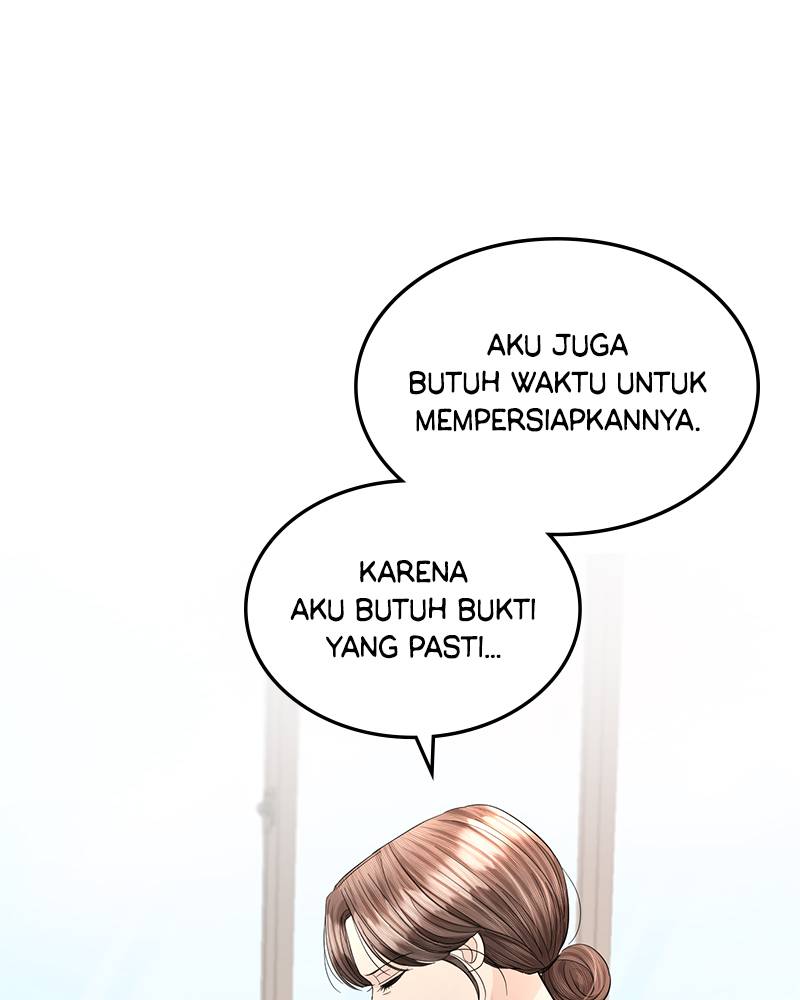 AKU JUGA
BUTUH WAKTU UNTUK
MEMPERSIAPKANNYA.
KARENA
AKU BUTUH BUKTI
YANG PASTI...